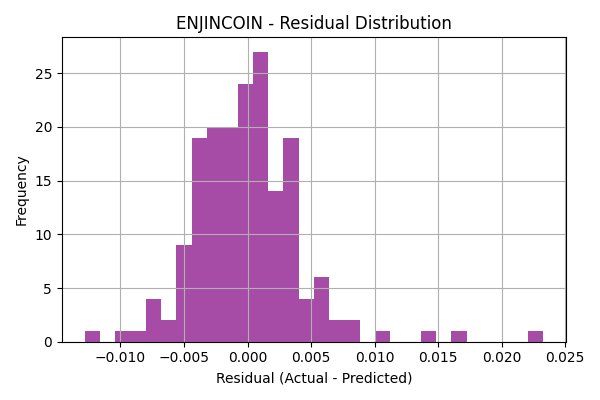 ENJINCOIN - Residual Distribution
Frequency
25
20
15
10
5
0
−0.010 −0.005 0.000 0.005 0.010 0.015 0.020 0.025
Residual (Actual - Predicted)